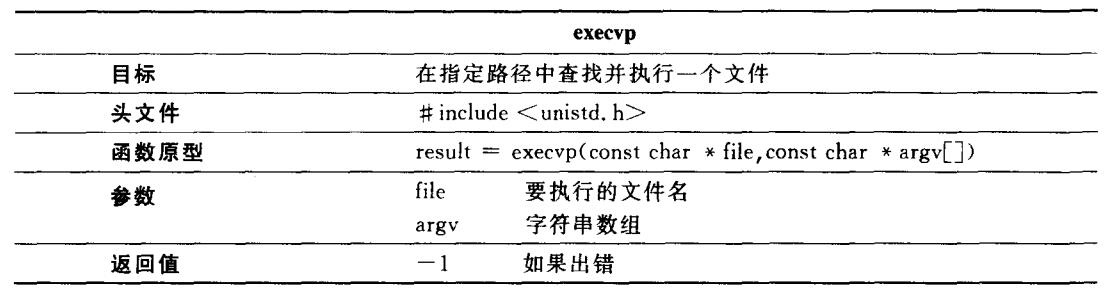 execvp
目标 在指定路径中查找并执行一个文件
头文件 # include <unistd. h>
函数原型 result = execvp(const char * file,const char * argv[])
参数 file 要执行的文件名
argv 字符串数组
返回值 -1 如果出错